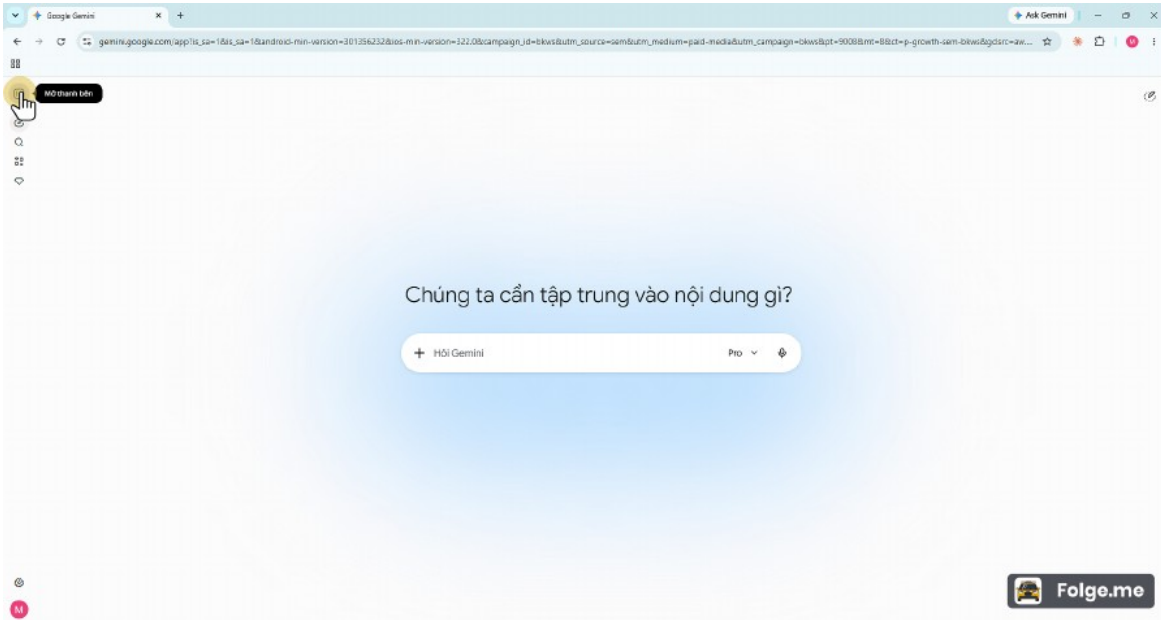 Google Gemini
Ask Gemini
Mở thanh bên
Chúng ta cần tập trung vào nội dung gì?
Hỏi Gemini
Pro
M
M
Folge.me